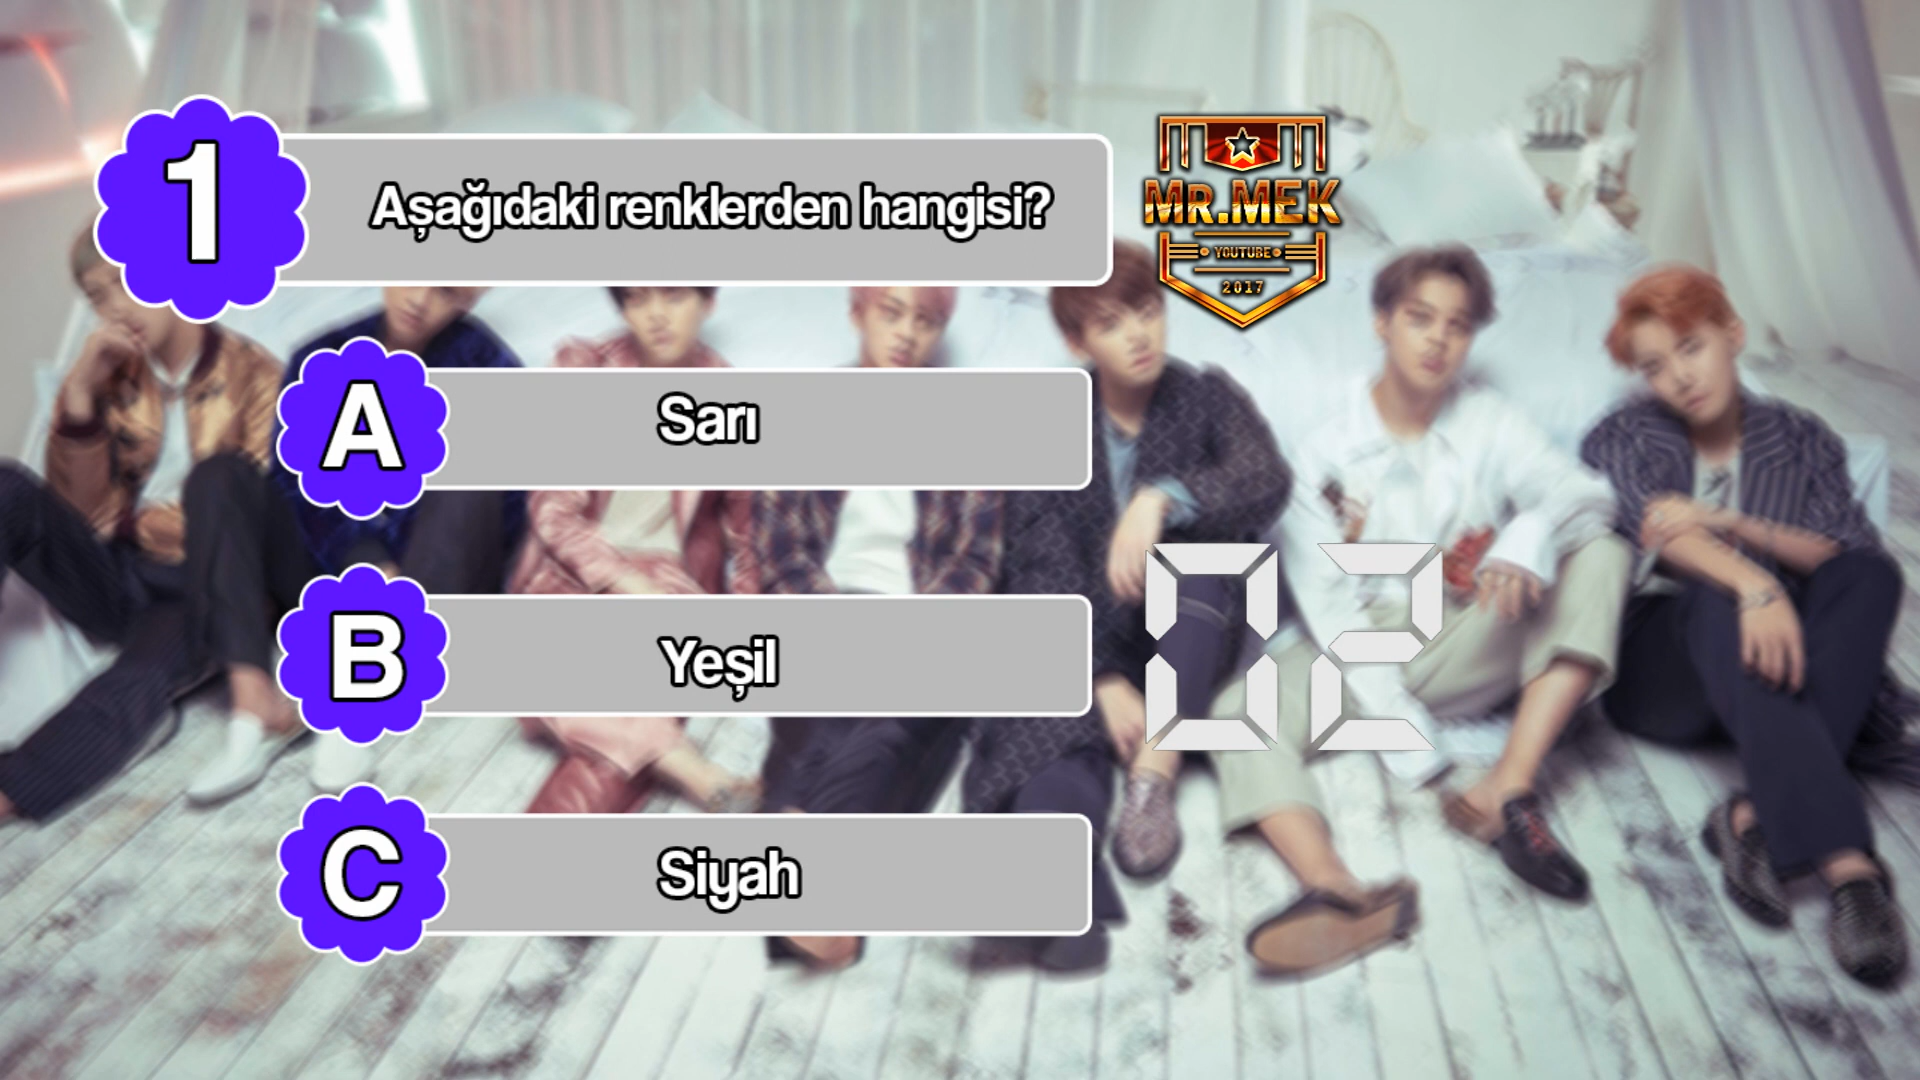 1
Aşağıdaki renklerden hangisi?
MR.MEK
YOUTUBE
2017
A
Sarı
B
Yeşil
02
C
Siyah